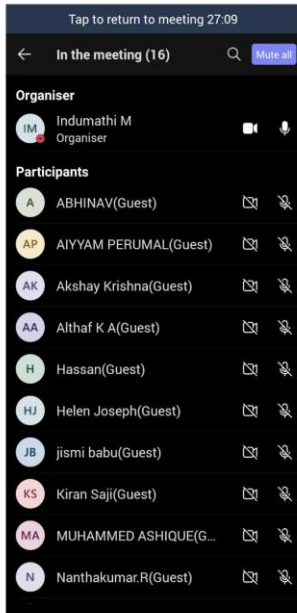 Tap to return to meeting 27:09
In the meeting (16) Mute all
Organiser
IM Indumathi M
Organiser
Participants
A ABHINAV(Guest)
AP AIYYAM PERUMAL(Guest)
AK Akshay Krishna(Guest)
AA Althaf K A(Guest)
H Hassan(Guest)
HJ Helen Joseph(Guest)
JB jismi babu(Guest)
KS Kiran Saji(Guest)
MA MUHAMMED ASHIQUE(G...
N Nanthakumar.R(Guest)